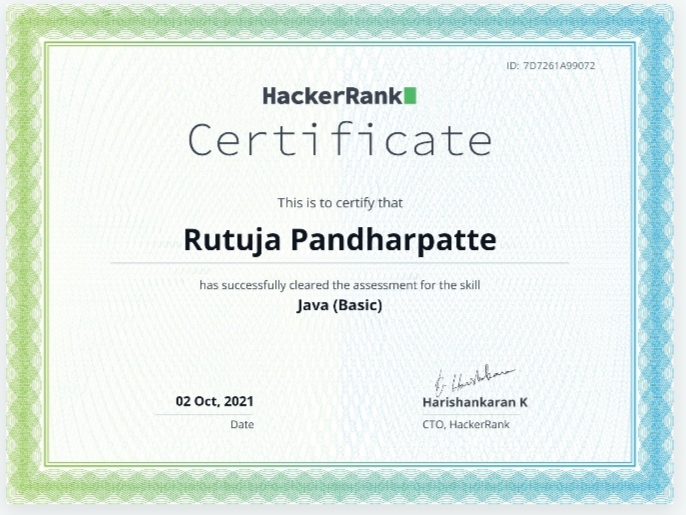 ID: 7D7261A99072
HackerRank
Certificate
This is to certify that
Rutuja Pandharpatte
has successfully cleared the assessment for the skill
Java (Basic)
02 Oct, 2021
Date
Harishankaran K
CTO, HackerRank